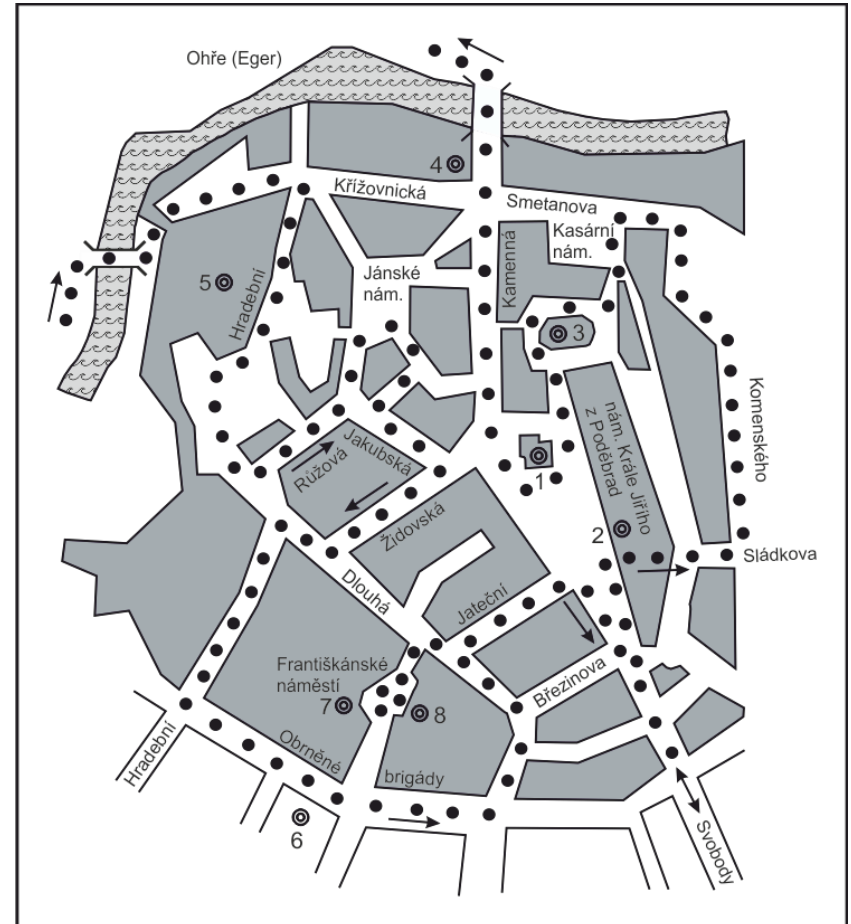 Ohře (Eger)
4
Křížovnická
Smetanova
Kasární
nám.
Kamenná
Jánské
nám.
5
Hradební
3
Komenského
nám. Krále Jiřího
z Poděbrad
Jakubská
Růžová
1
Židovská
2
Sládkova
Dlouhá
Jateční
Františkánské
náměstí
Březinova
7
8
Hradební
Obrněné
brigády
6
Svobody